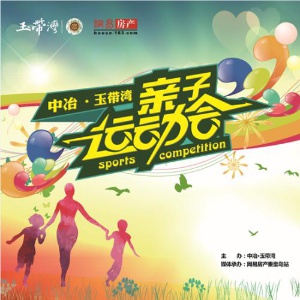 玉带湾
网易房产
house.163.com
中冶·玉带湾
亲子
运动会
sports competition
主 办：中冶·玉带湾
媒体承办：网易房产秦皇岛站